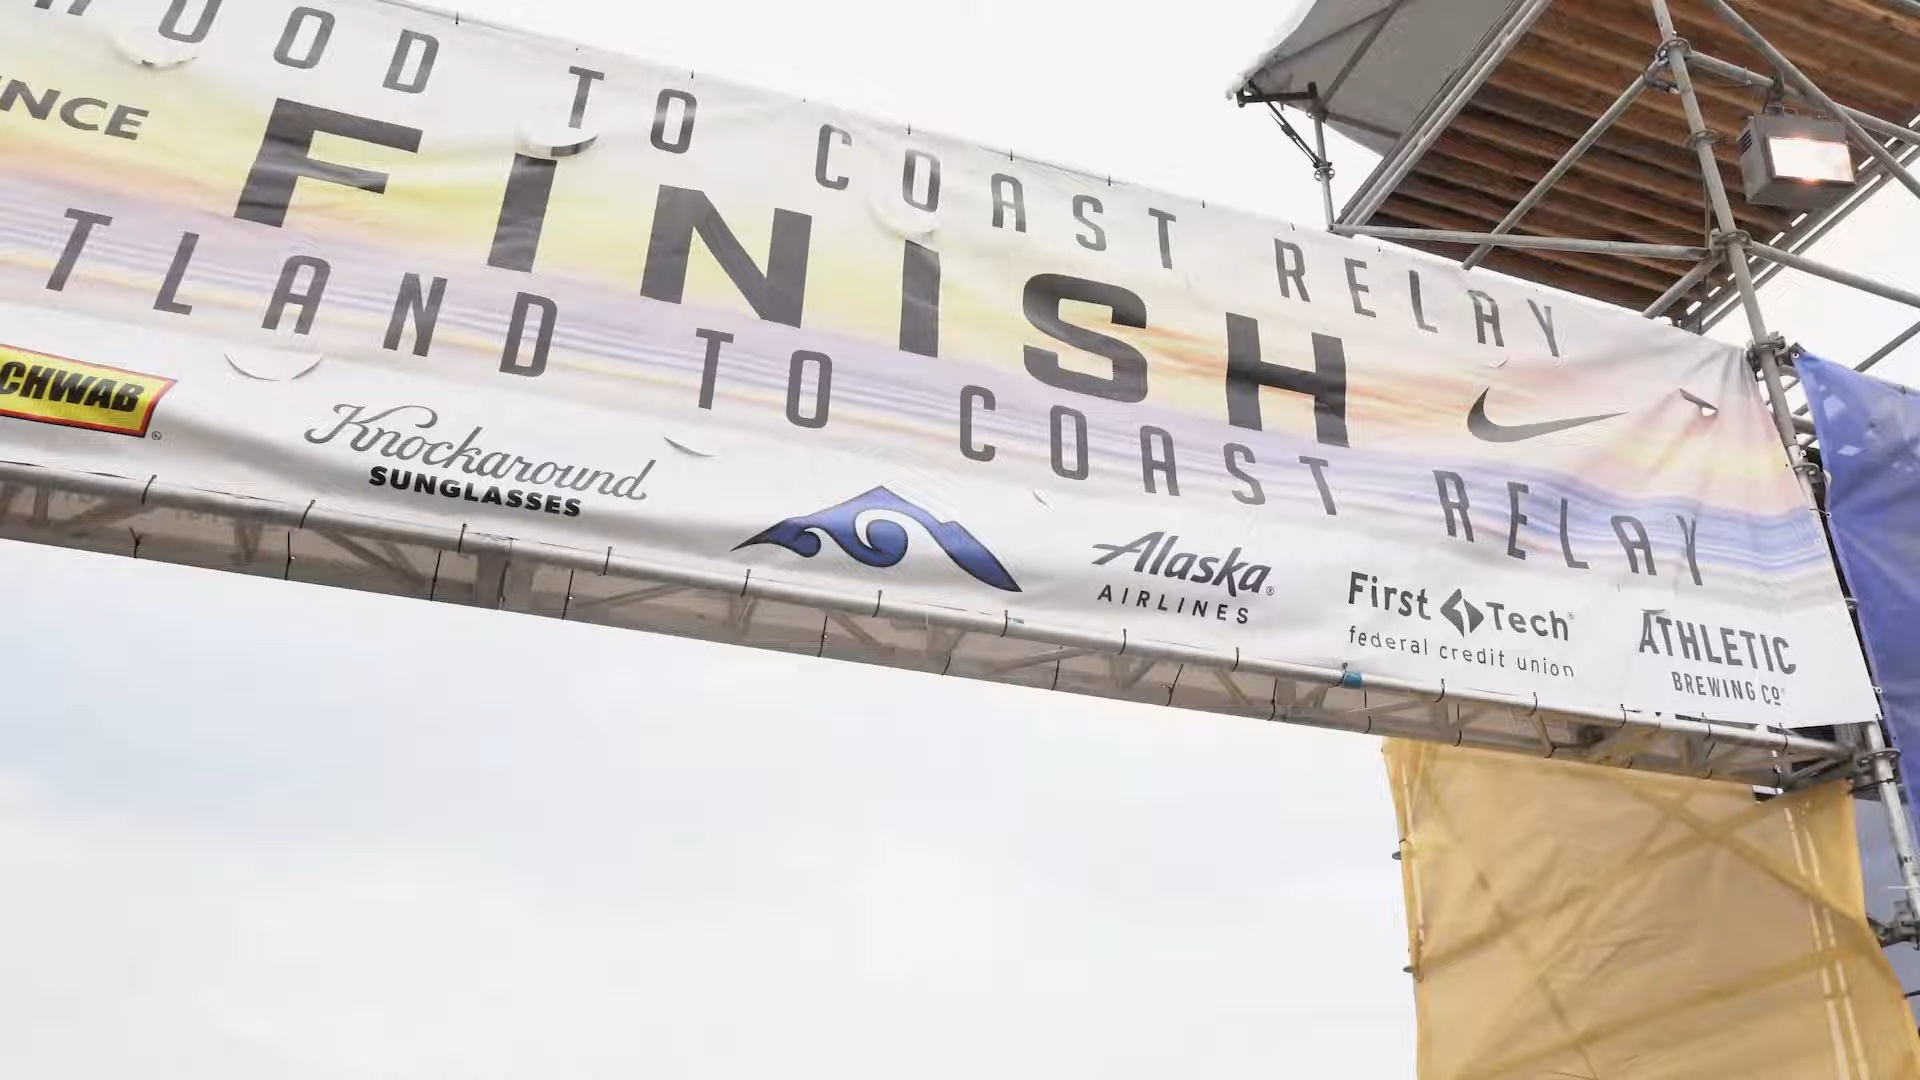 OOD TO COAST RELAY
NCE
FINISH
TLAND TO COAST RELAY
CHWAB
Knockaround
SUNGLASSES
Alaska®
AIRLINES
First Tech®
federal credit union
ATHLETIC
BREWING Cº